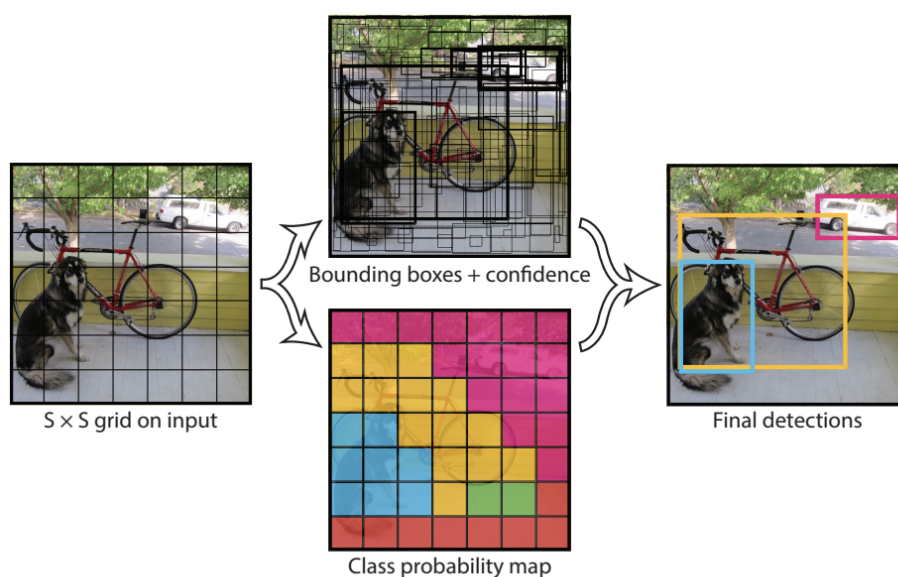 S × S grid on input
Bounding boxes + confidence
Class probability map
Final detections